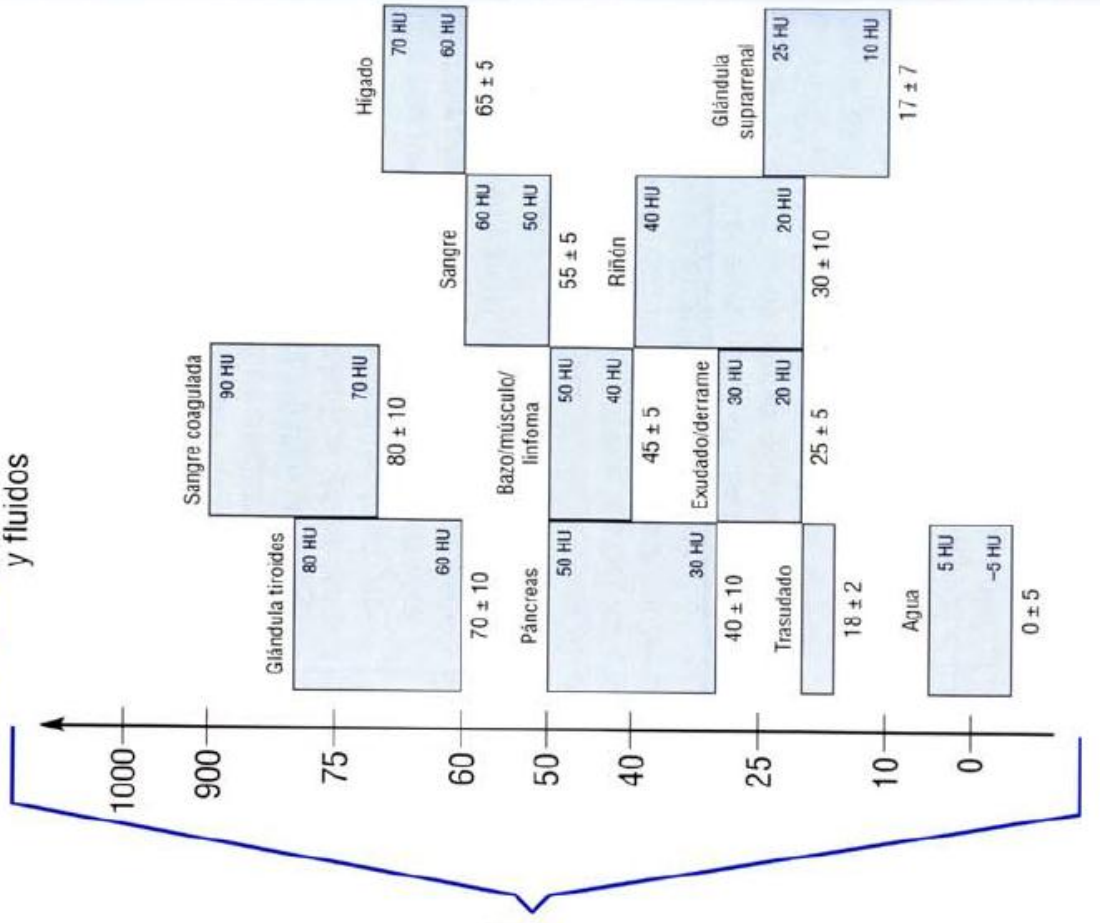 y fluidos
1000
900
75
60
50
40
25
10
0
Sangre coagulada
90 HU
70 HU
80 ± 10
Glándula tiroides
80 HU
60 HU
70 ± 10
Hígado
70 HU
60 HU
65 ± 5
Sangre
60 HU
50 HU
55 ± 5
Bazo/músculo/
linfoma
50 HU
40 HU
45 ± 5
Páncreas
50 HU
30 HU
40 ± 10
Riñón
40 HU
20 HU
30 ± 10
Exudado/derrame
30 HU
20 HU
25 ± 5
Glándula
suprarrenal
25 HU
10 HU
17 ± 7
Trasudado
18 ± 2
Agua
5 HU
–5 HU
0 ± 5